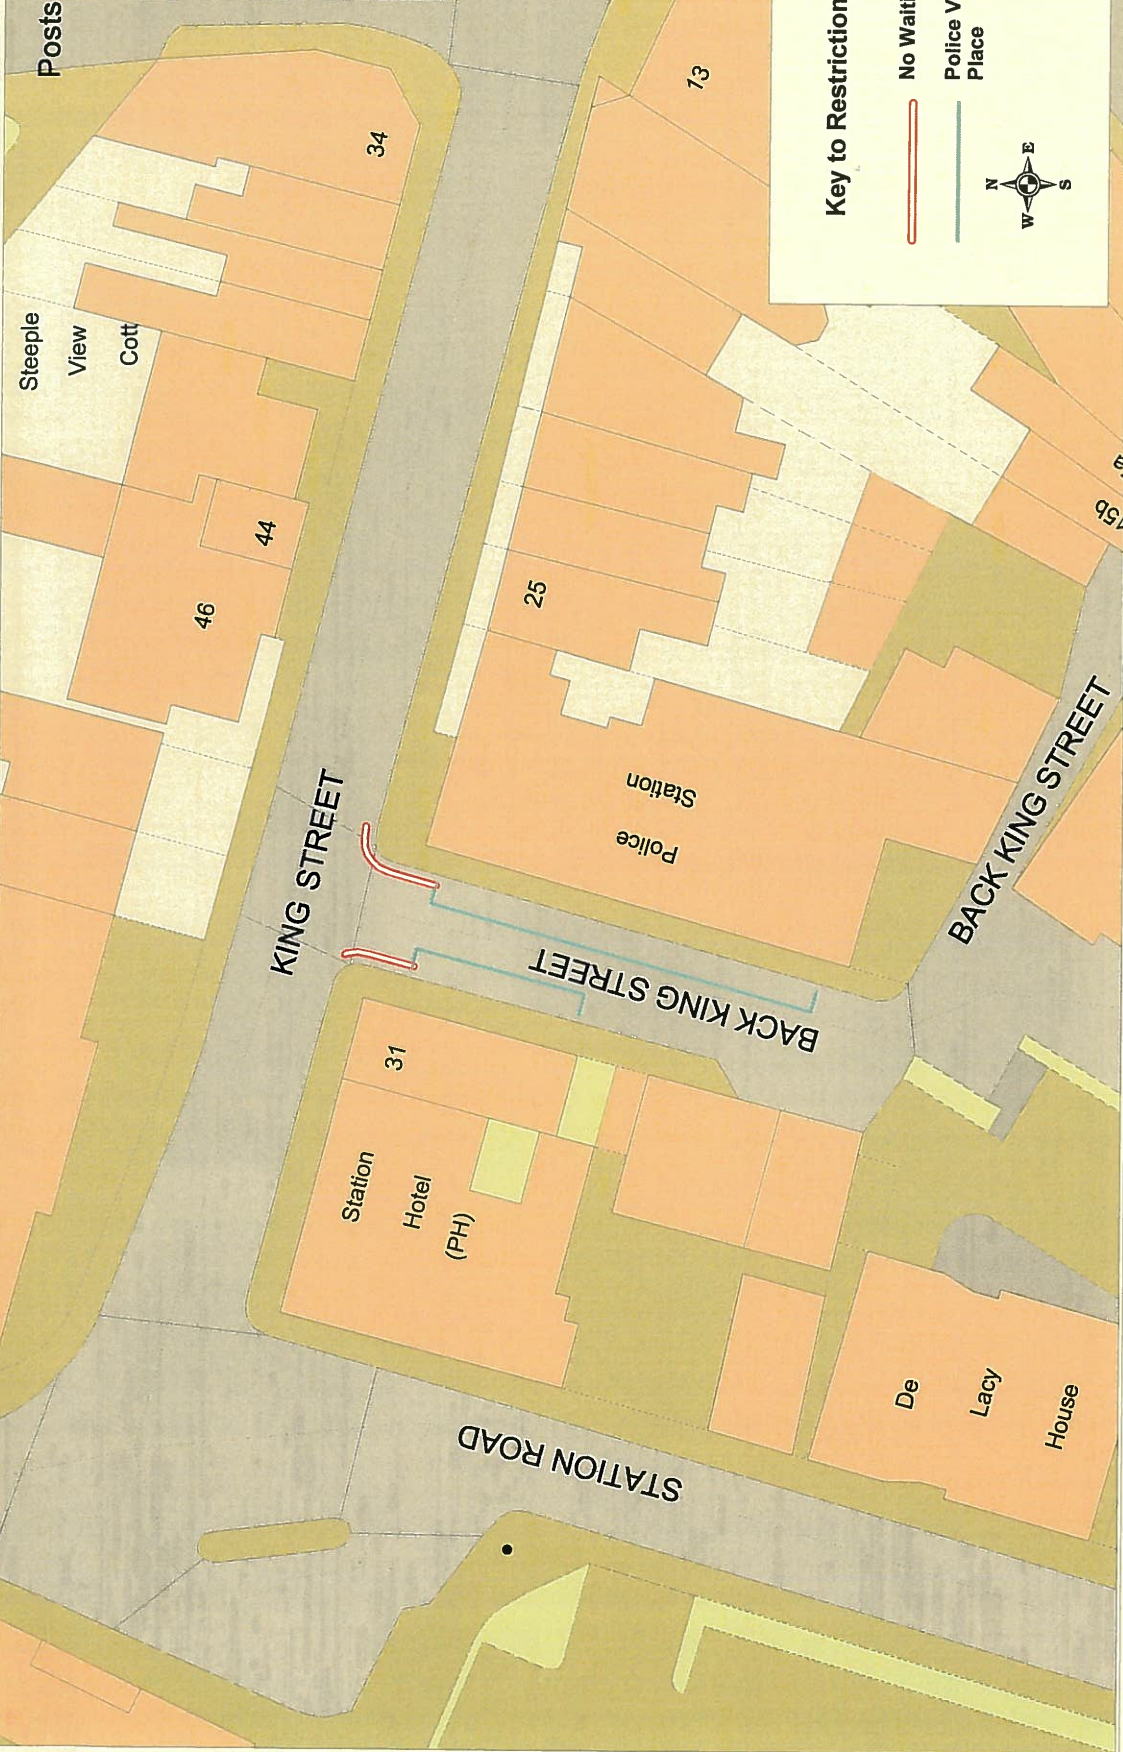 Posts
34
13
Key to Restriction
No Waiti
Police V
Place
N
W E
S
Steeple
View
Cott
44
46
25
15b
KING STREET
Police
Station
BACK KING STREET
BACK KING STREET
31
Station
Hotel
(PH)
STATION ROAD
De
Lacy
House